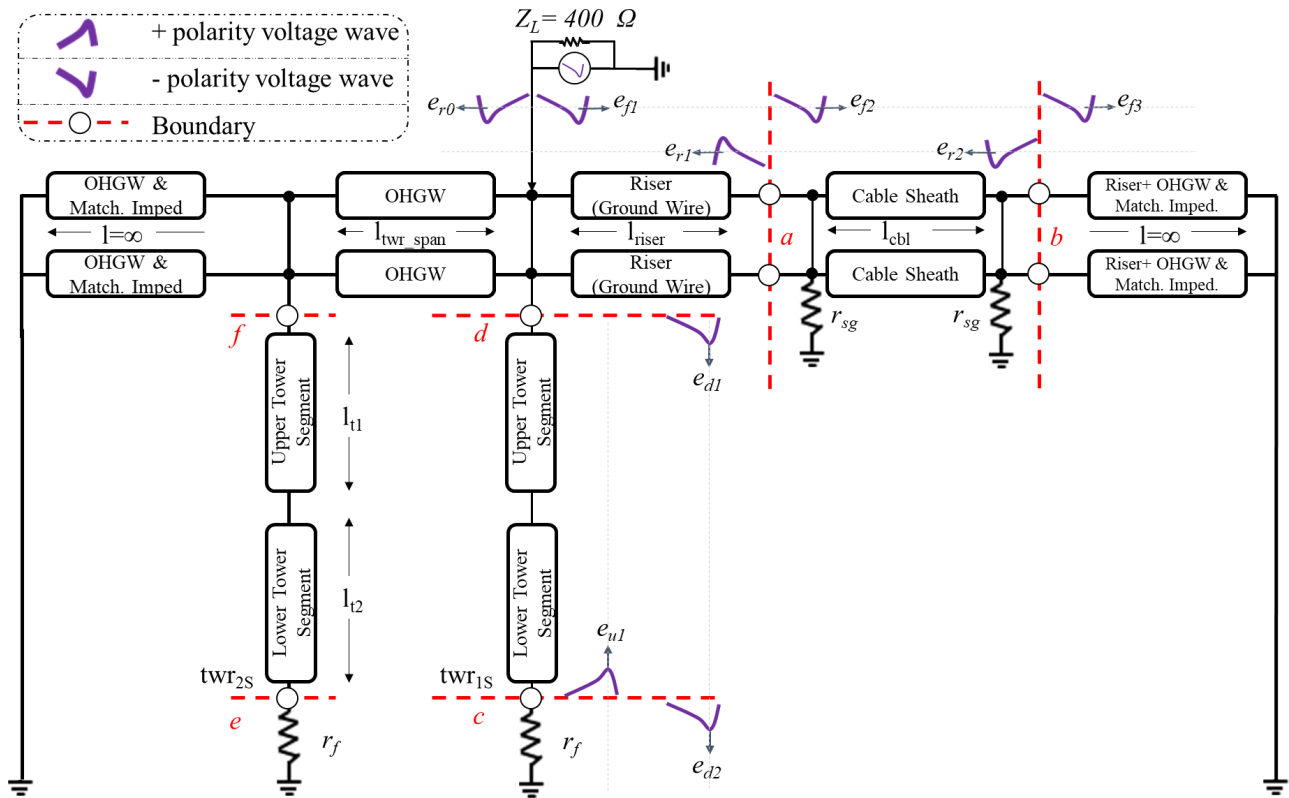 Z_L= 400 Ω
+ polarity voltage wave
- polarity voltage wave
Boundary
e_r0
e_f1
e_f2
e_f3
e_r1
e_r2
OHGW &
Match. Imped
OHGW
Riser
(Ground Wire)
Cable Sheath
Riser+ OHGW &
Match. Imped.
l=∞
l_twr_span
l_riser
a
l_cbl
b
l=∞
OHGW &
Match. Imped
OHGW
Riser
(Ground Wire)
Cable Sheath
Riser+ OHGW &
Match. Imped.
r_sg
r_sg
f
d
e_d1
Upper Tower
Segment
l_t1
Upper Tower
Segment
Lower Tower
Segment
l_t2
Lower Tower
Segment
e_u1
twr_2S
twr_1S
e
c
r_f
r_f
e_d2